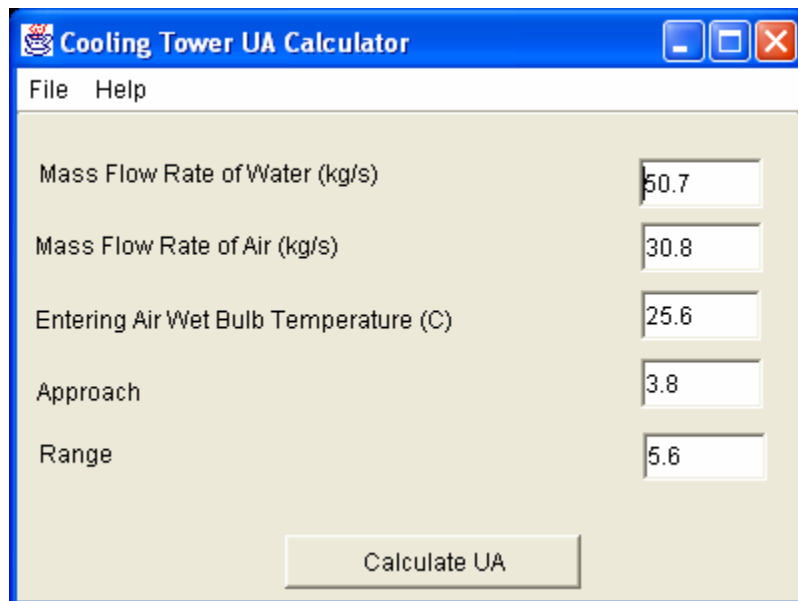 Cooling Tower UA Calculator
File Help
Mass Flow Rate of Water (kg/s) 50.7
Mass Flow Rate of Air (kg/s) 30.8
Entering Air Wet Bulb Temperature (C) 25.6
Approach 3.8
Range 5.6
Calculate UA